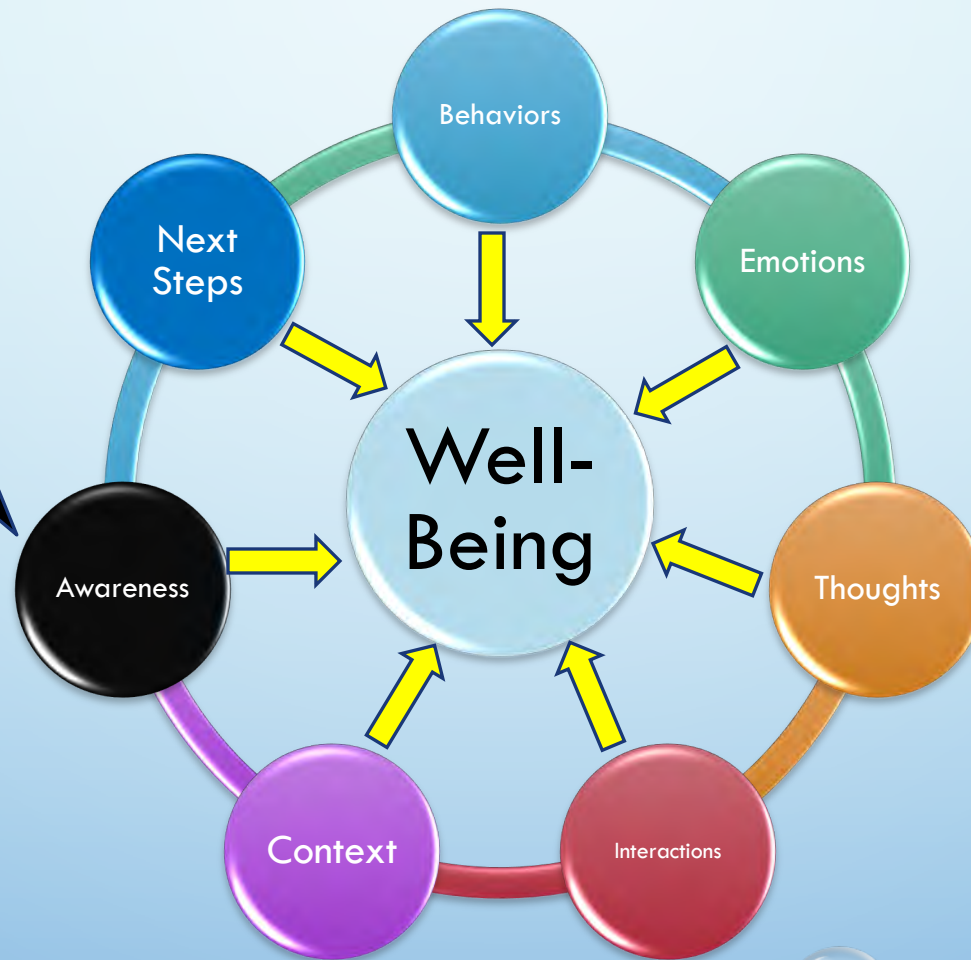 Behaviors
Emotions
Thoughts
Interactions
Context
Awareness
Next
Steps
Well-
Being